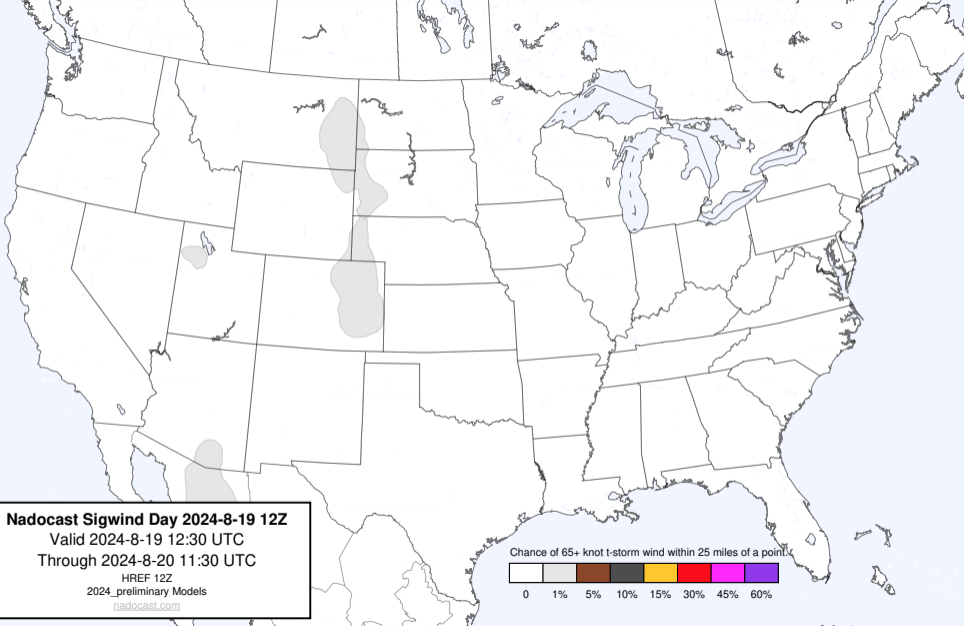 Nadocast Sigwind Day 2024-8-19 12Z
Valid 2024-8-19 12:30 UTC
Through 2024-8-20 11:30 UTC
HREF 12Z
2024_preliminary Models
nadocast.com
Chance of 65+ knot t-storm wind within 25 miles of a point.
0 1% 5% 10% 15% 30% 45% 60%